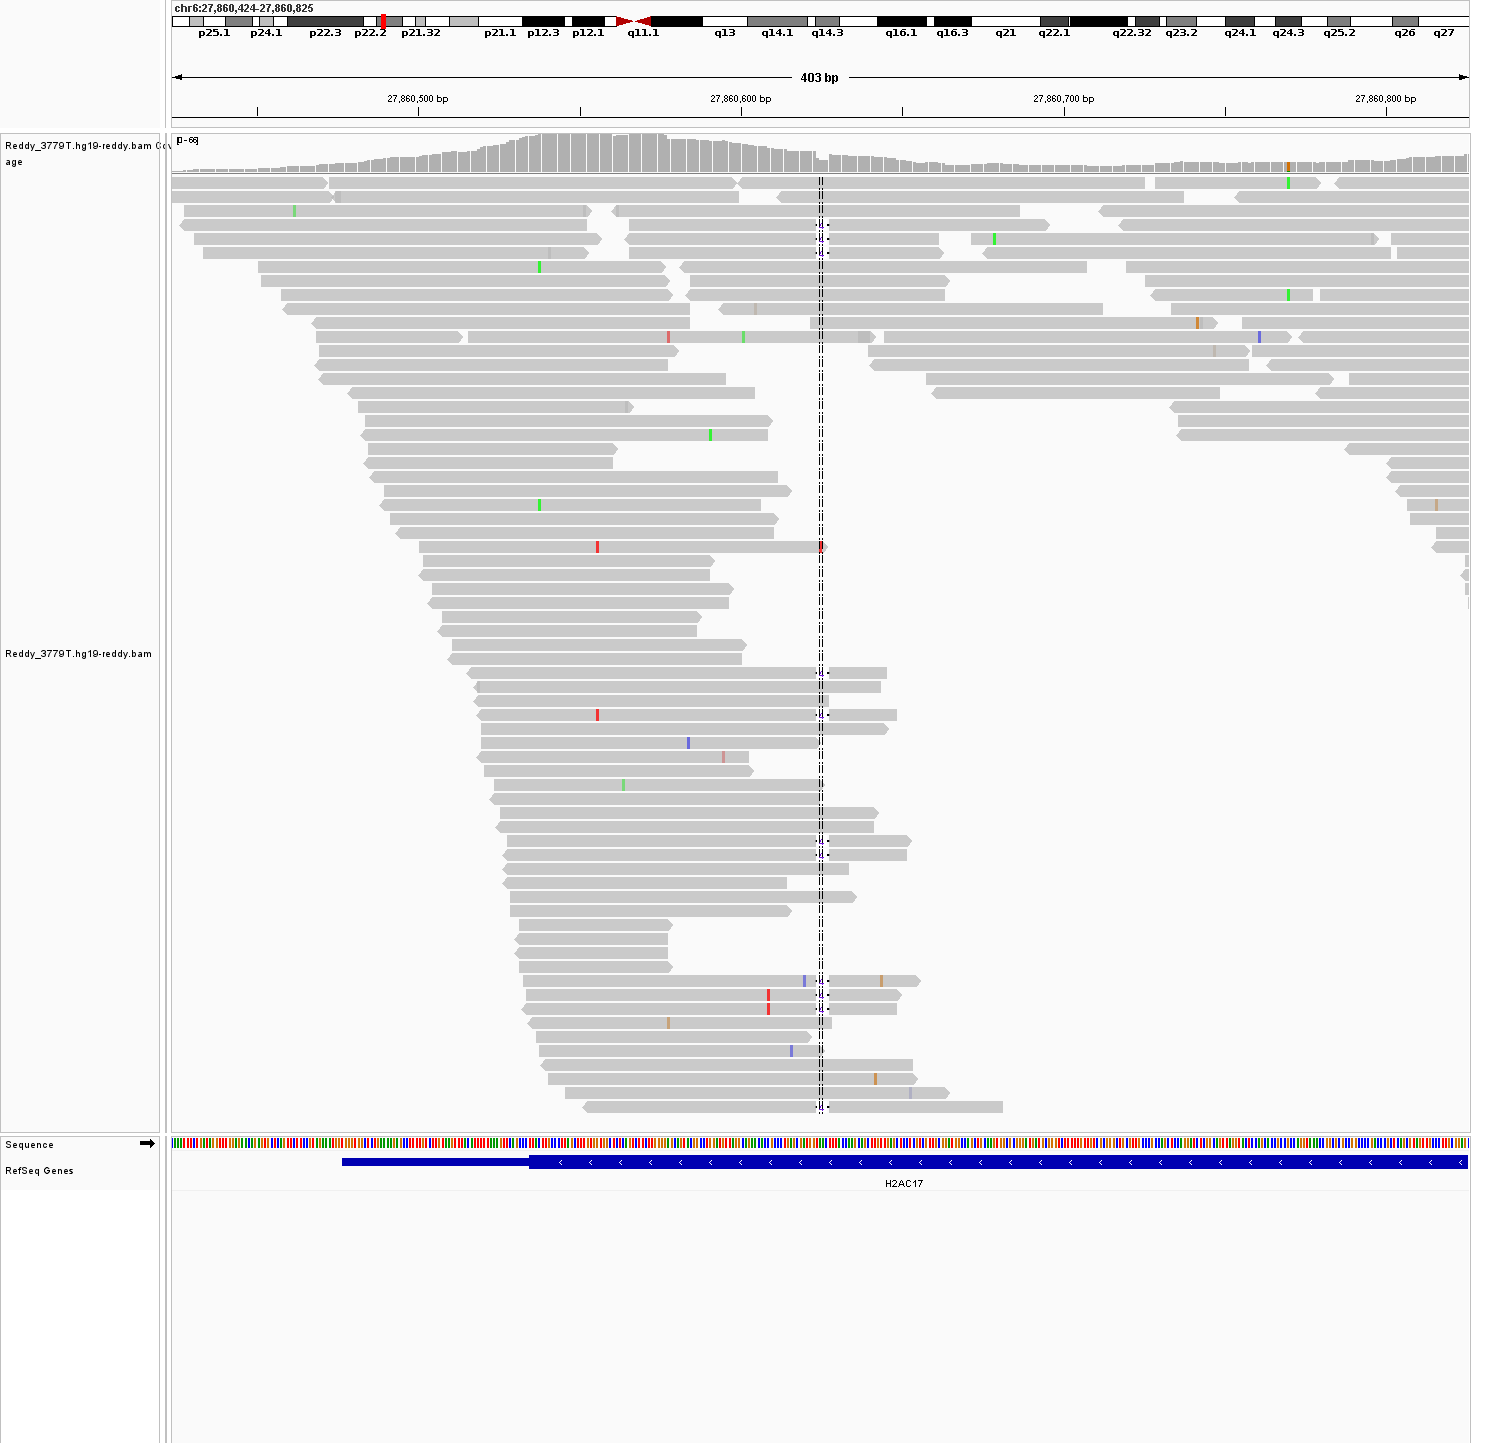 chr6:27,860,424-27,860,825
p25.1 p24.1 p22.3 p22.2 p21.32 p21.1 p12.3 p12.1 q11.1 q13 q14.1 q14.3 q16.1 q16.3 q21 q22.1 q22.32 q23.2 q24.1 q24.3 q25.2 q26 q27
403 bp
27,860,500 bp 27,860,600 bp 27,860,700 bp 27,860,800 bp
[0 - 66]
Reddy_3779T.hg19-reddy.bam Cov
age
Reddy_3779T.hg19-reddy.bam
Sequence
RefSeq Genes
H2AC17